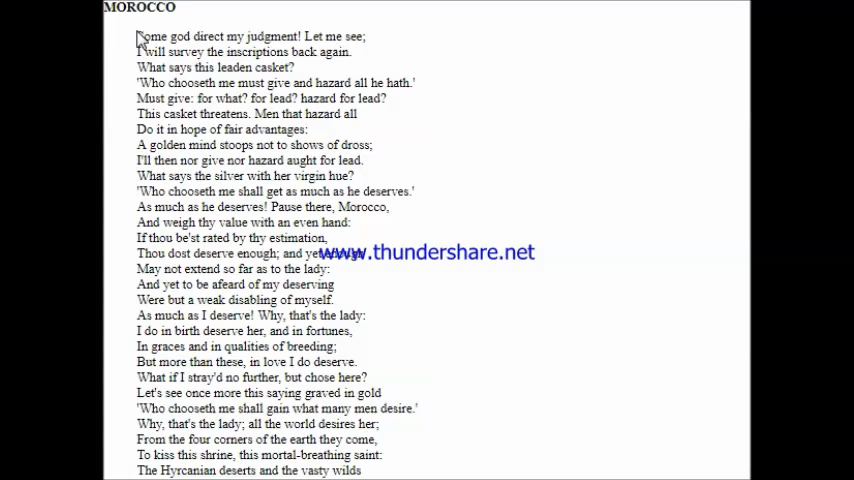 MOROCCO
Some god direct my judgment! Let me see;
I will survey the inscriptions back again.
What says this leaden casket?
'Who chooseth me must give and hazard all he hath.'
Must give: for what? for lead? hazard for lead?
This casket threatens. Men that hazard all
Do it in hope of fair advantages:
A golden mind stoops not to shows of dross;
I'll then nor give nor hazard aught for lead.
What says the silver with her virgin hue?
'Who chooseth me shall get as much as he deserves.'
As much as he deserves! Pause there, Morocco,
And weigh thy value with an even hand:
If thou be'st rated by thy estimation,
Thou dost deserve enough; and yet enough
www.thundershare.net
May not extend so far as to the lady:
And yet to be afeard of my deserving
Were but a weak disabling of myself.
As much as I deserve! Why, that's the lady:
I do in birth deserve her, and in fortunes,
In graces and in qualities of breeding;
But more than these, in love I do deserve.
What if I stray'd no further, but chose here?
Let's see once more this saying graved in gold
'Who chooseth me shall gain what many men desire.'
Why, that's the lady; all the world desires her;
From the four corners of the earth they come,
To kiss this shrine, this mortal-breathing saint:
The Hyrcanian deserts and the vasty wilds